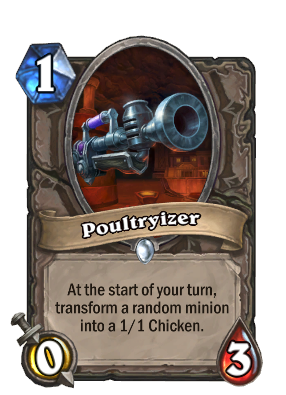 1
Poultryizer
At the start of your turn,
transform a random minion
into a 1/1 Chicken.
0
3